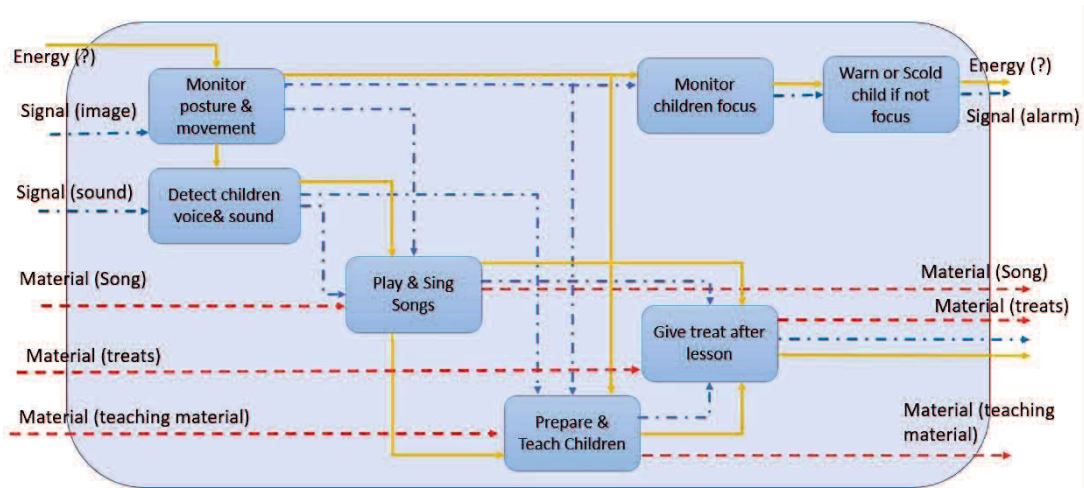 Energy (?)
Monitor
posture &
movement
Signal (image)
Monitor
children focus
Warn or Scold
child if not
focus
Energy (?)
Signal (alarm)
Signal (sound)
Detect children
voice& sound
Material (Song)
Play & Sing
Songs
Material (Song)
Material (treats)
Give treat after
lesson
Material (treats)
Material (teaching material)
Prepare &
Teach Children
Material (teaching
material)